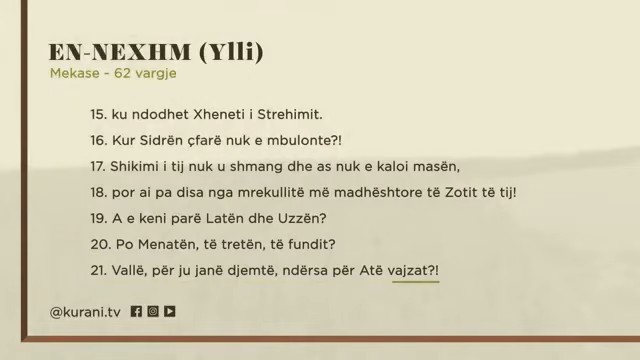 EN-NEXHM (Ylli)
Mekase - 62 vargje
15. ku ndodhet Xheneti i Strehimit.
16. Kur Sidrën çfarë nuk e mbulonte?!
17. Shikimi i tij nuk u shmang dhe as nuk e kaloi masën,
18. por ai pa disa nga mrekullitë më madhështore të Zotit të tij!
19. A e keni parë Latën dhe Uzzën?
20. Po Menatën, të tretën, të fundit?
21. Vallë, për ju janë djemtë, ndërsa për Atë vajzat?!
@kurani.tv